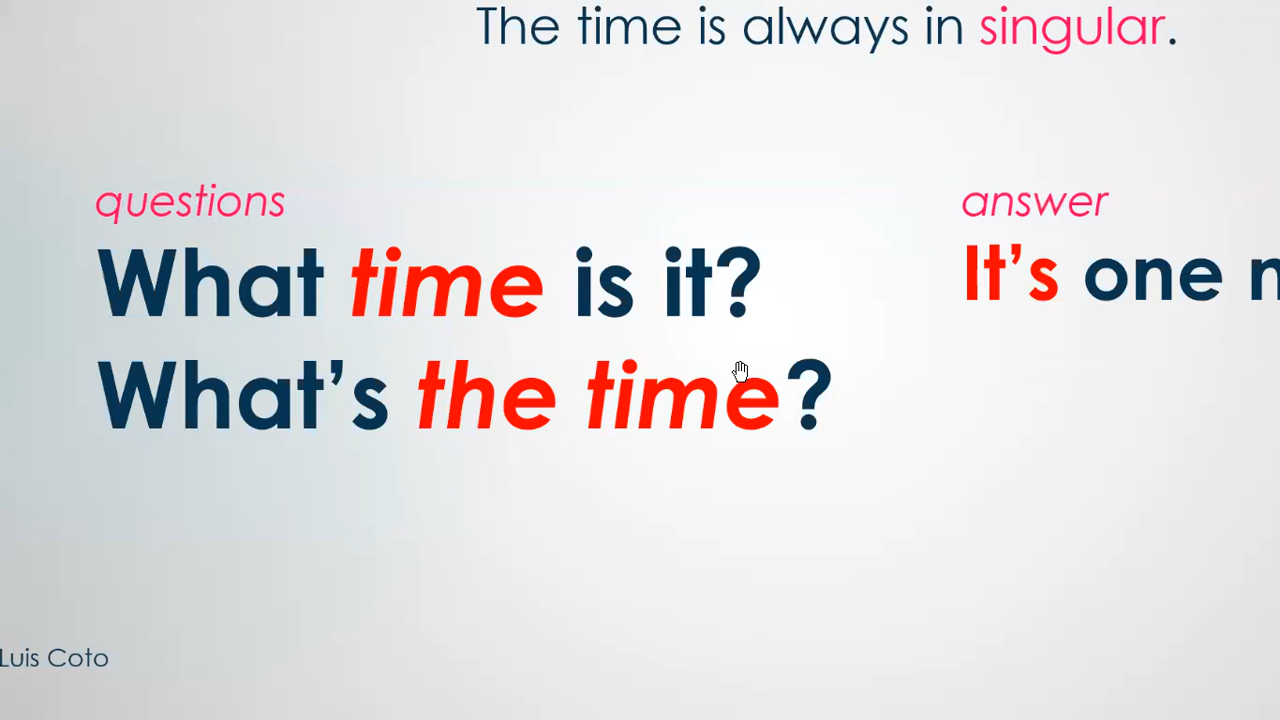 The time is always in singular.
questions
What time is it?
What's the time?
answer
It's one
Luis Coto